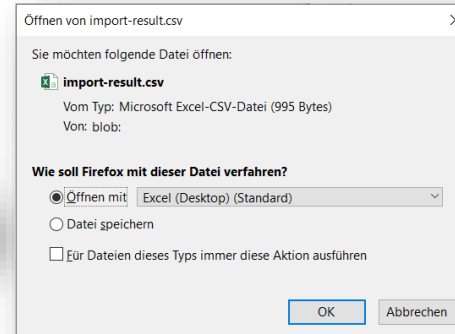 Öffnen von import-result.csv
Sie möchten folgende Datei öffnen:
import-result.csv
Vom Typ: Microsoft Excel-CSV-Datei (995 Bytes)
Von: blob:
Wie soll Firefox mit dieser Datei verfahren?
Öffnen mit Excel (Desktop) (Standard)
Datei speichern
Für Dateien dieses Typs immer diese Aktion ausführen
OK Abbrechen